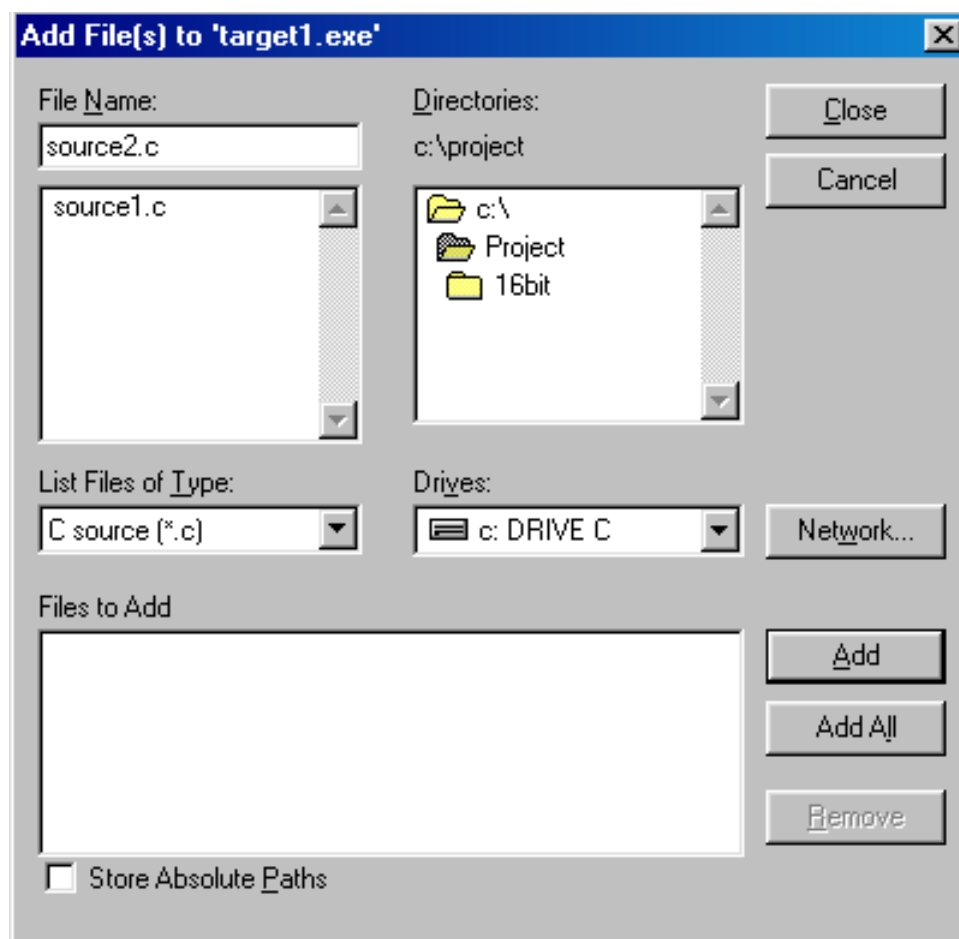 Add File(s) to 'target1.exe'
File Name:
source2.c
source1.c
Directories:
c:\project
c:\
Project
16bit
Close
Cancel
List Files of Type:
C source (*.c)
Drives:
c: DRIVE C
Network...
Files to Add
Add
Add All
Remove
Store Absolute Paths